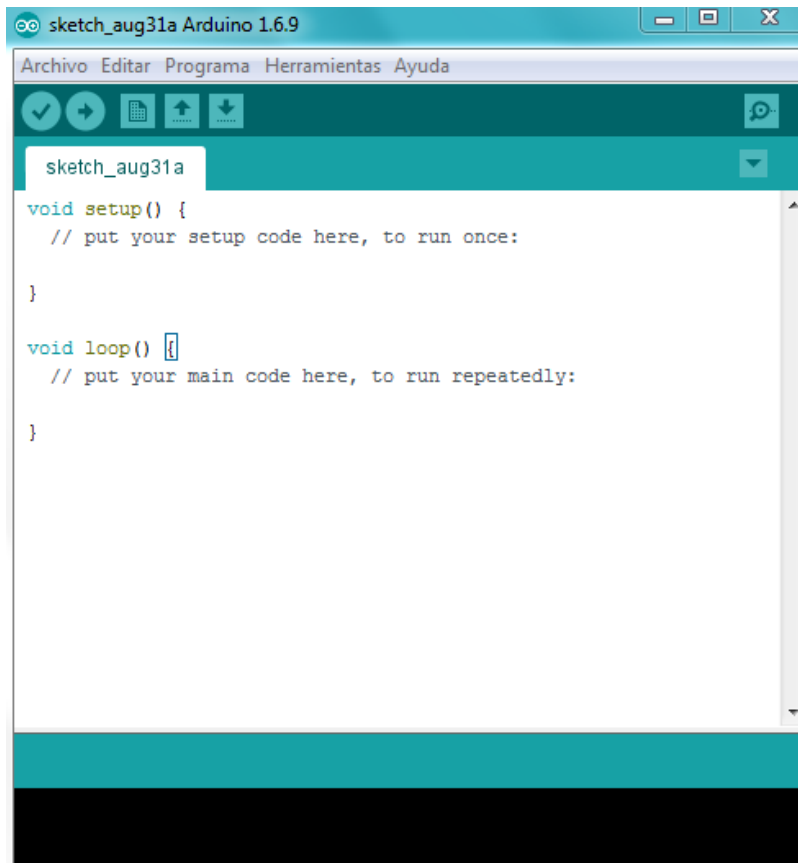 sketch_aug31a Arduino 1.6.9
Archivo Editar Programa Herramientas Ayuda
sketch_aug31a
void setup() {
  // put your setup code here, to run once:
}
void loop() {
  // put your main code here, to run repeatedly:
}